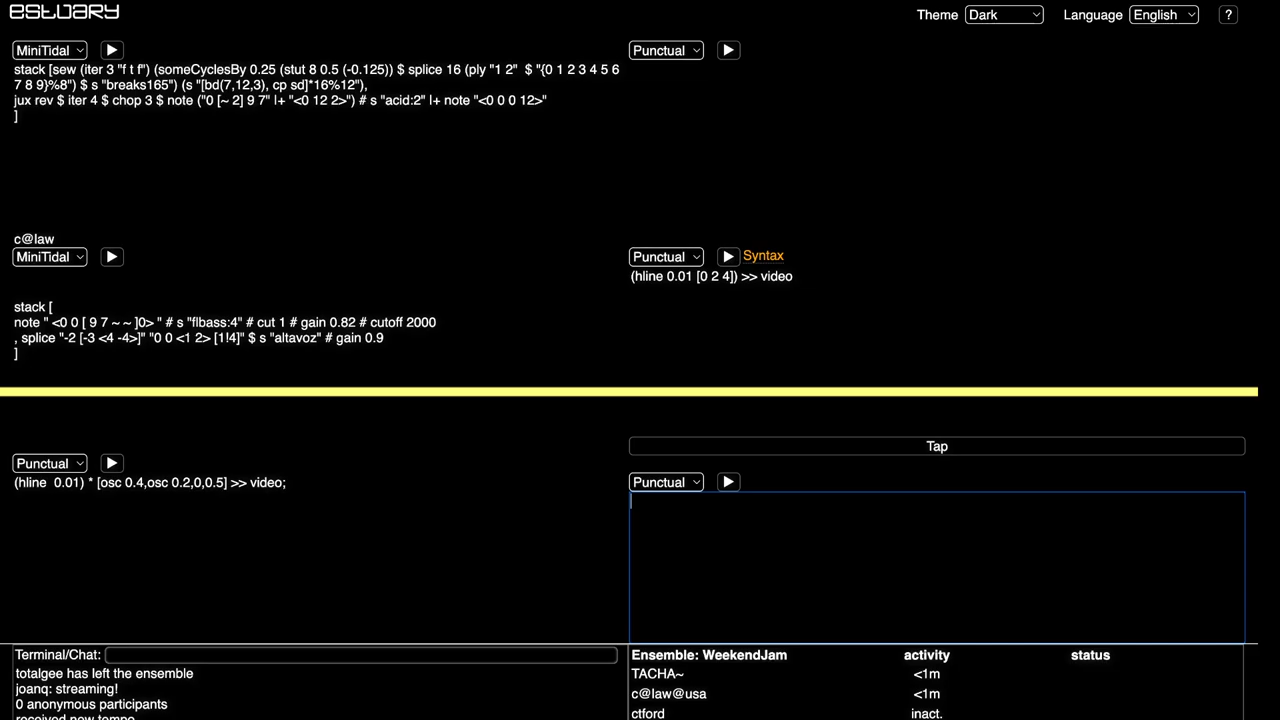 estuary
Theme Dark Language English ?
MiniTidal
stack [sew (iter 3 "f t f") (someCyclesBy 0.25 (stut 8 0.5 (-0.125)) $ splice 16 (ply "1 2"  $ "{0 1 2 3 4 5 6
7 8 9}%8") $ s "breaks165") (s "[bd(7,12,3), cp sd]*16%12"),
jux rev $ iter 4 $ chop 3 $ note ("0 [~ 2] 9 7" |+ "<0 12 2>") # s "acid:2" |+ note "<0 0 0 12>"
]
Punctual
c@law
MiniTidal
stack [
note " <0 0 [ 9 7 ~ ~ ]0> " # s "flbass:4" # cut 1 # gain 0.82 # cutoff 2000
, splice "-2 [-3 <4 -4>]" "0 0 <1 2> [1!4]" $ s "altavoz" # gain 0.9
]
Punctual Syntax
(hline 0.01 [0 2 4]) >> video
Punctual
(hline  0.01) * [osc 0.4,osc 0.2,0,0.5] >> video;
Tap
Punctual
Terminal/Chat:
totalgee has left the ensemble
joanq: streaming!
0 anonymous participants
received new tempo
Ensemble: WeekendJam activity status
TACHA~ <1m
c@law@usa <1m
ctford inact.